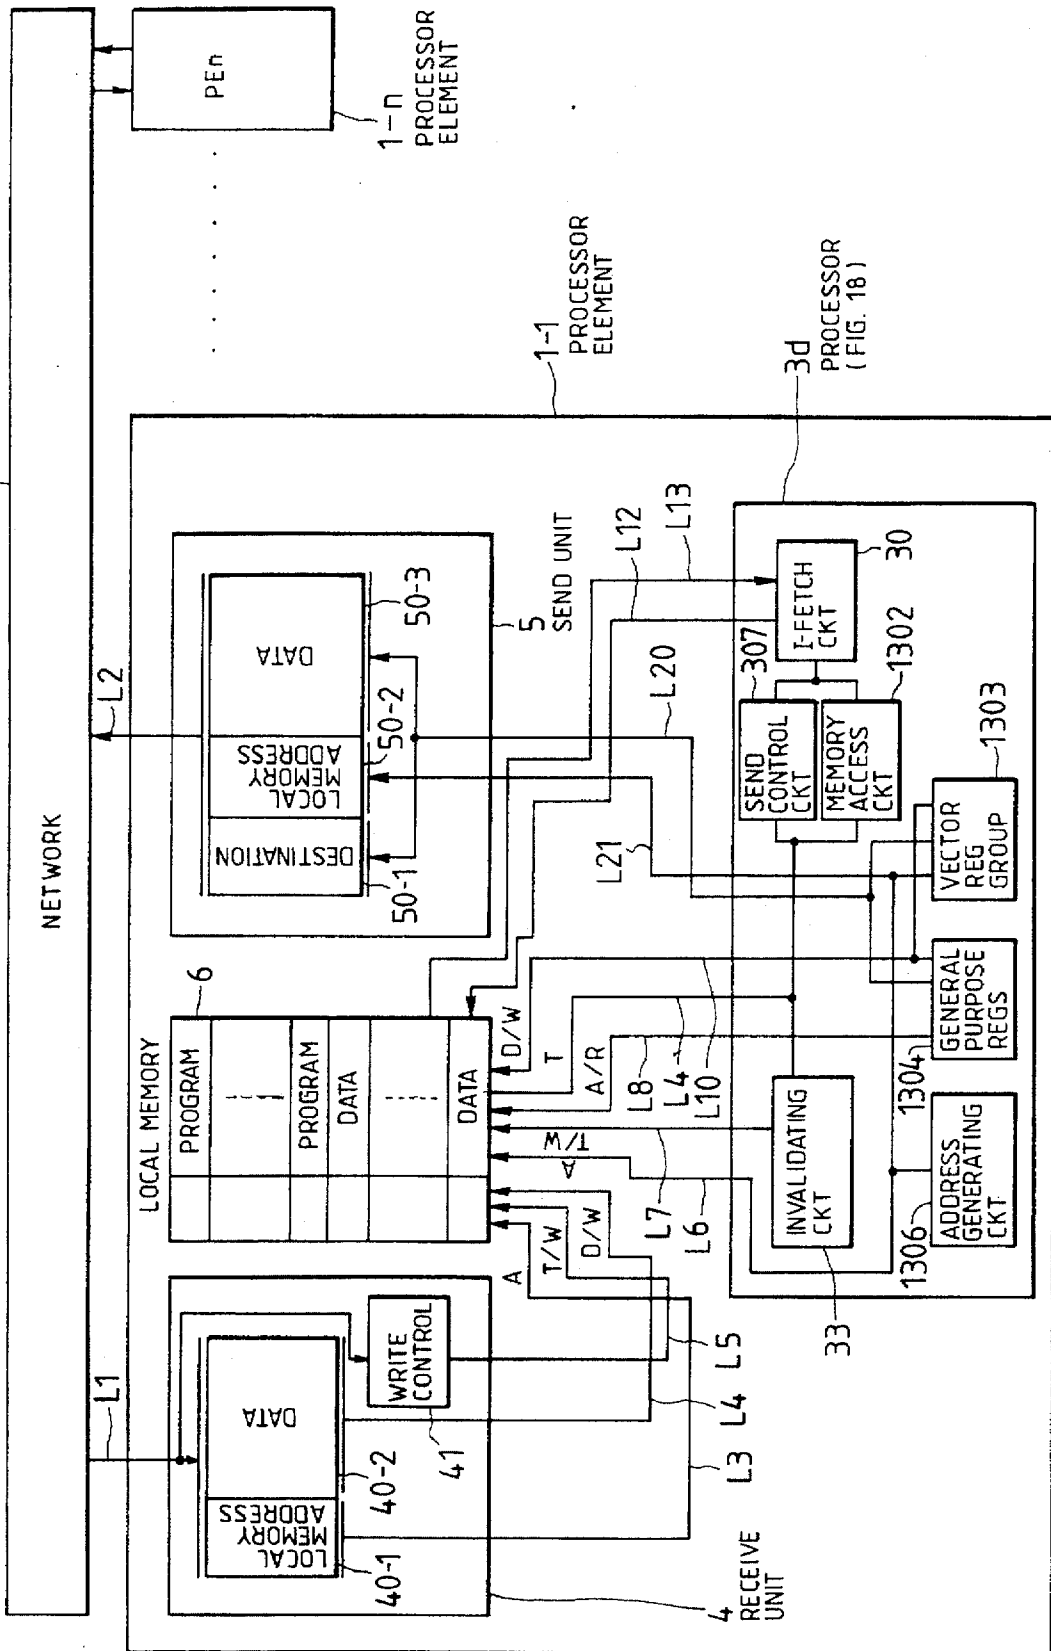 NETWORK
L1
L2
PEn
1-n
PROCESSOR
ELEMENT
LOCAL
MEMORY
ADDRESS
DATA
40-1
40-2
WRITE
CONTROL
41
4
RECEIVE
UNIT
LOCAL MEMORY
6
PROGRAM
PROGRAM
DATA
DATA
DESTINATION
LOCAL
MEMORY
ADDRESS
DATA
50-1
50-2
50-3
5
SEND UNIT
A
T/W
D/W
A
T/W
A/R
T
D/W
L3
L4
L5
L6
L7
L8
L4
L10
L21
L20
L12
L13
1-1
PROCESSOR
ELEMENT
3d
PROCESSOR
(FIG. 18)
33
INVALIDATING
CKT
SEND
CONTROL
CKT
307
MEMORY
ACCESS
CKT
1302
I-FETCH
CKT
30
1306
ADDRESS
GENERATING
CKT
1304
GENERAL
PURPOSE
REGS
VECTOR
REG
GROUP
1303